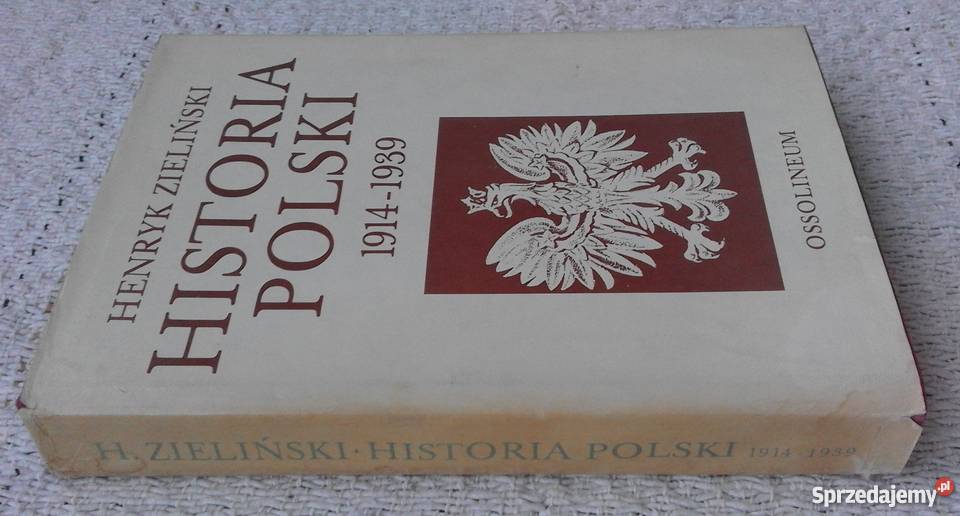 HENRYK ZIELIŃSKI
HISTORIA
POLSKI
1914-1939
OSSOLINEUM
H. ZIELIŃSKI · HISTORIA POLSKI 1914-1939
Sprzedajemy.pl